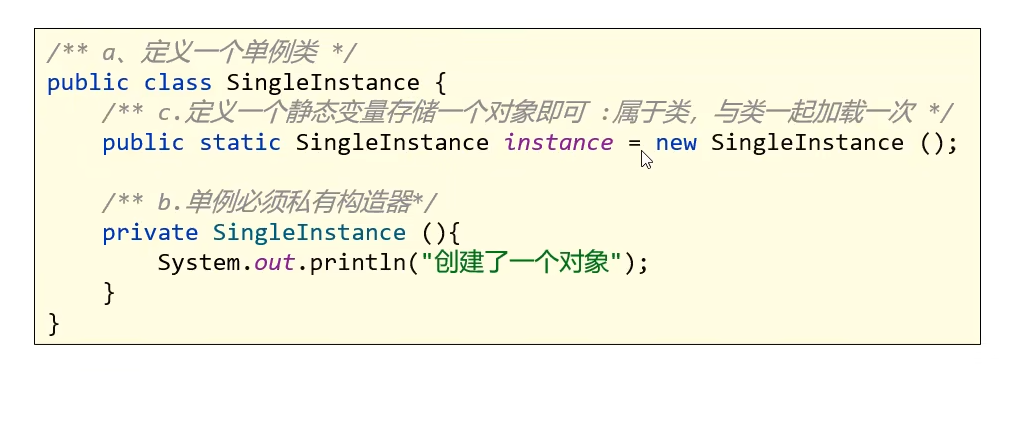 /** a、定义一个单例类 */
public class SingleInstance {
/** c.定义一个静态变量存储一个对象即可 :属于类，与类一起加载一次 */
public static SingleInstance instance = new SingleInstance ();
/** b.单例必须私有构造器*/
private SingleInstance (){
System.out.println("创建了一个对象");
}
}